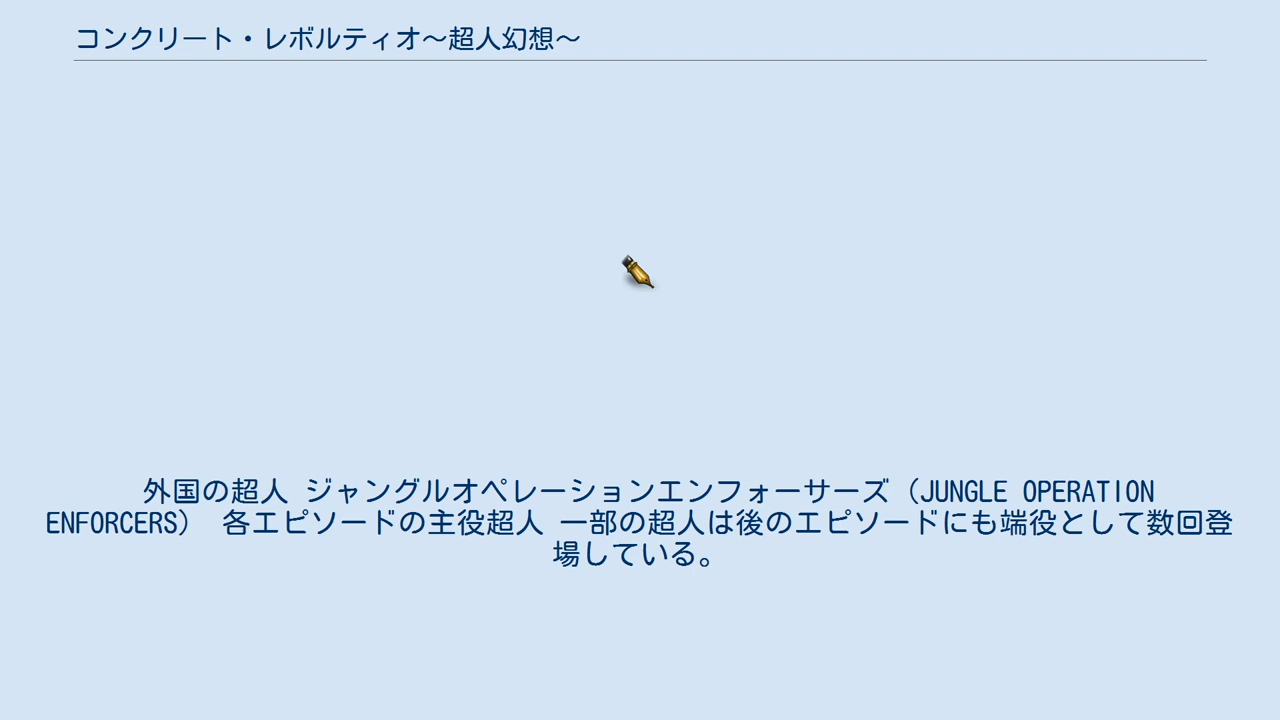 コンクリート・レボルティオ～超人幻想～
外国の超人 ジャングルオペレーションエンフォーサーズ（JUNGLE OPERATION
ENFORCERS） 各エピソードの主役超人 一部の超人は後のエピソードにも端役として数回登
場している。